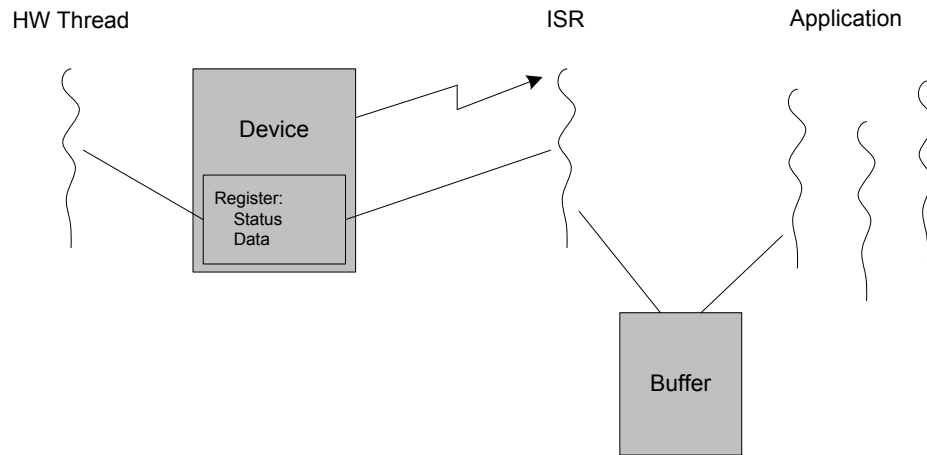 HW Thread
ISR
Application
Device
Register:
Status
Data
Buffer